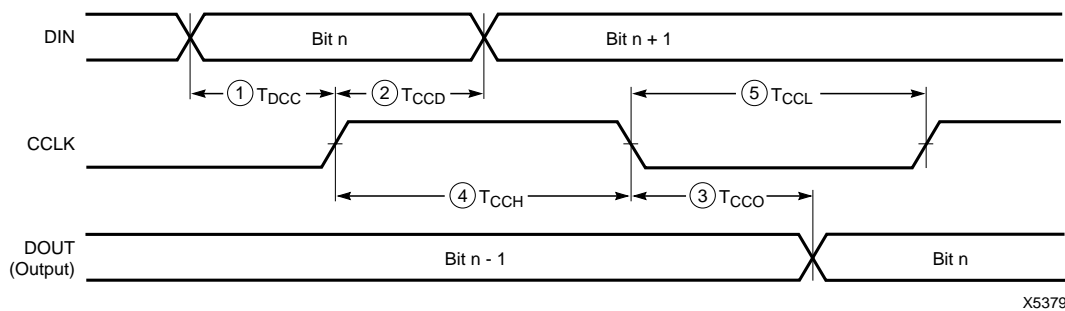 DIN
Bit n
Bit n + 1
1 TDCC
2 TCCD
5 TCCL
CCLK
4 TCCH
3 TCCO
DOUT
(Output)
Bit n - 1
Bit n
X5379